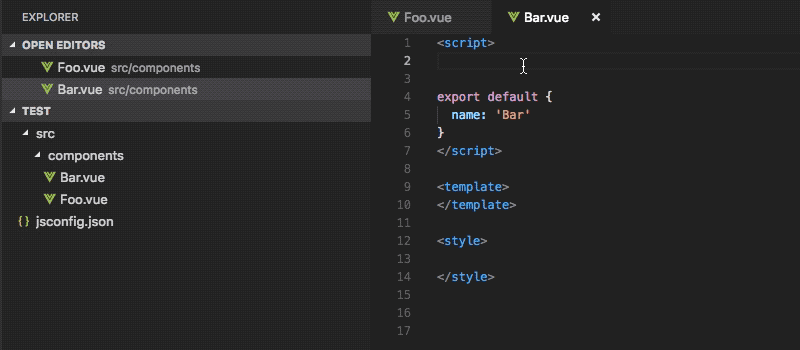 EXPLORER
OPEN EDITORS
Foo.vue src/components
Bar.vue src/components
TEST
src
components
Bar.vue
Foo.vue
{ } jsconfig.json
Foo.vue Bar.vue ×
1 <script>
2
3
4 export default {
5 name: 'Bar'
6 }
7 </script>
8
9 <template>
10 </template>
11
12 <style>
13
14 </style>
15
16
17